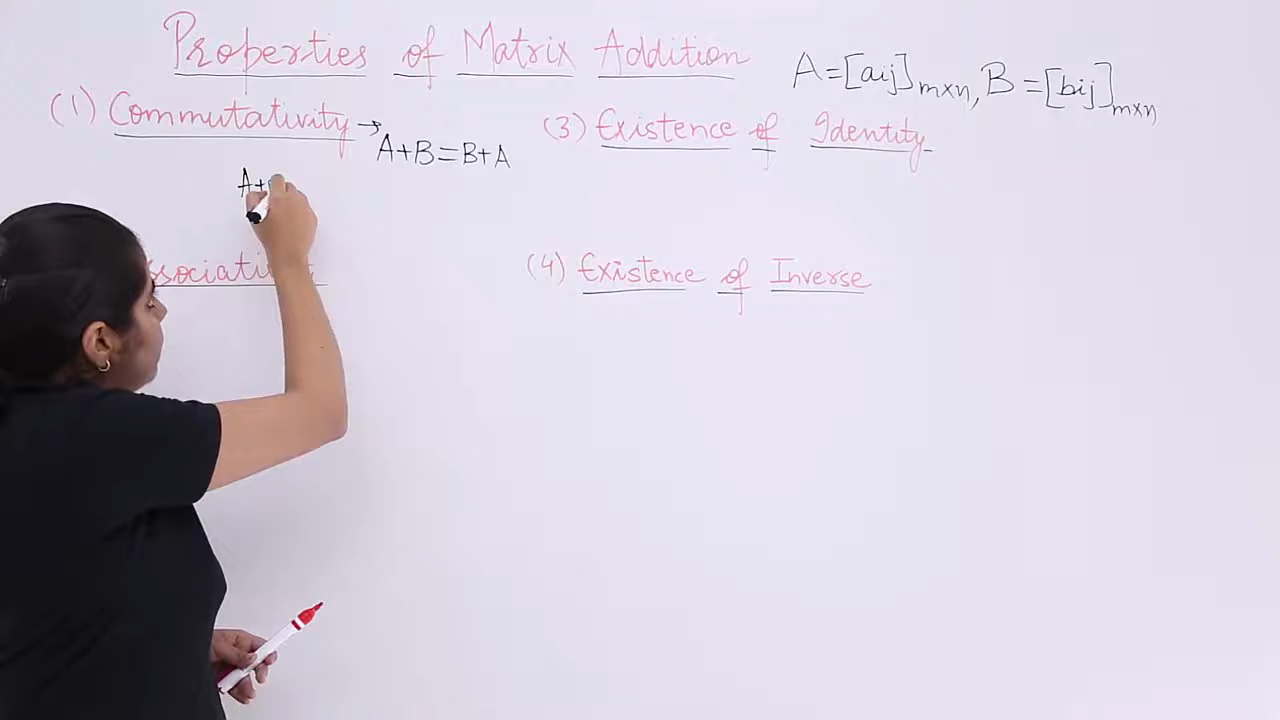 Properties of Matrix Addition
A=[aij]m×n, B=[bij]m×n
(1) Commutativity →
A+B=B+A
A+
(3) Existence of Identity
(4) Existence of Inverse